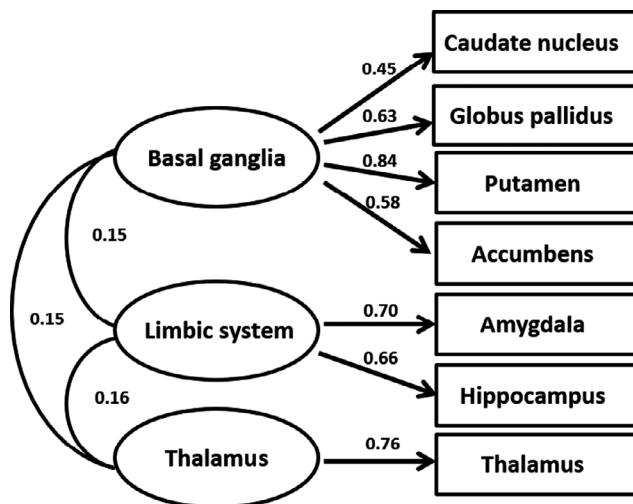 Caudate nucleus
0.45
Globus pallidus
0.63
Basal ganglia
0.84
Putamen
0.58
Accumbens
0.15
0.15
Limbic system
0.70
Amygdala
0.66
Hippocampus
0.16
Thalamus
0.76
Thalamus